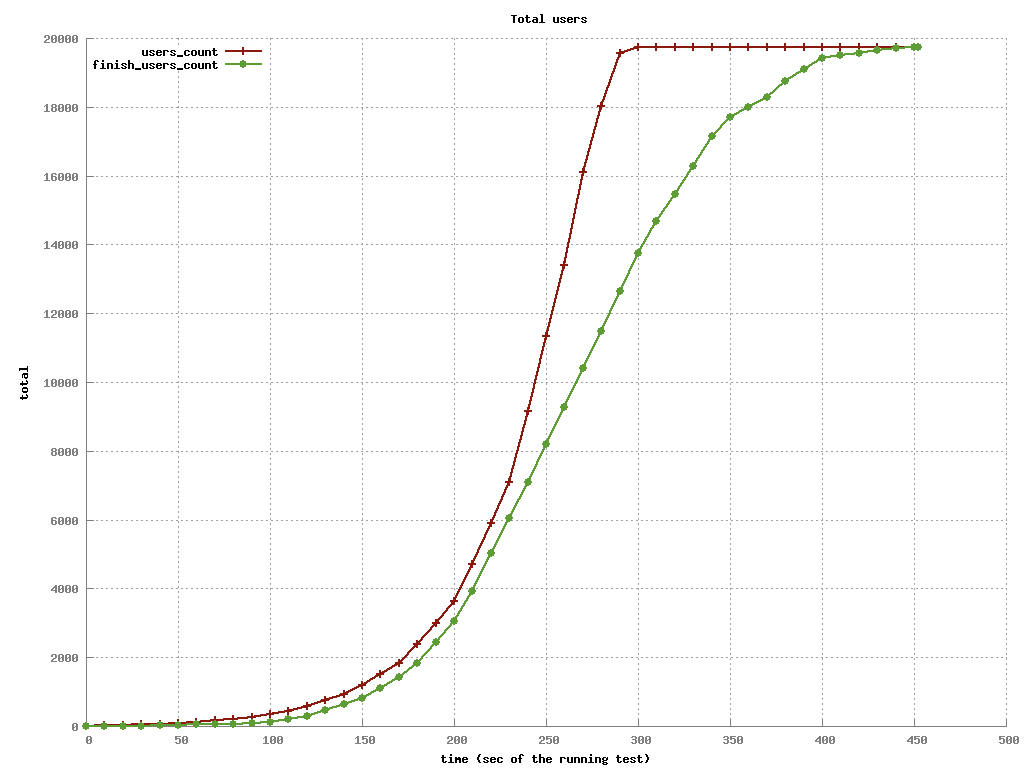 Total users
users_count
finish_users_count
20000
18000
16000
14000
12000
10000
8000
6000
4000
2000
0
total
0 50 100 150 200 250 300 350 400 450 500
time (sec of the running test)